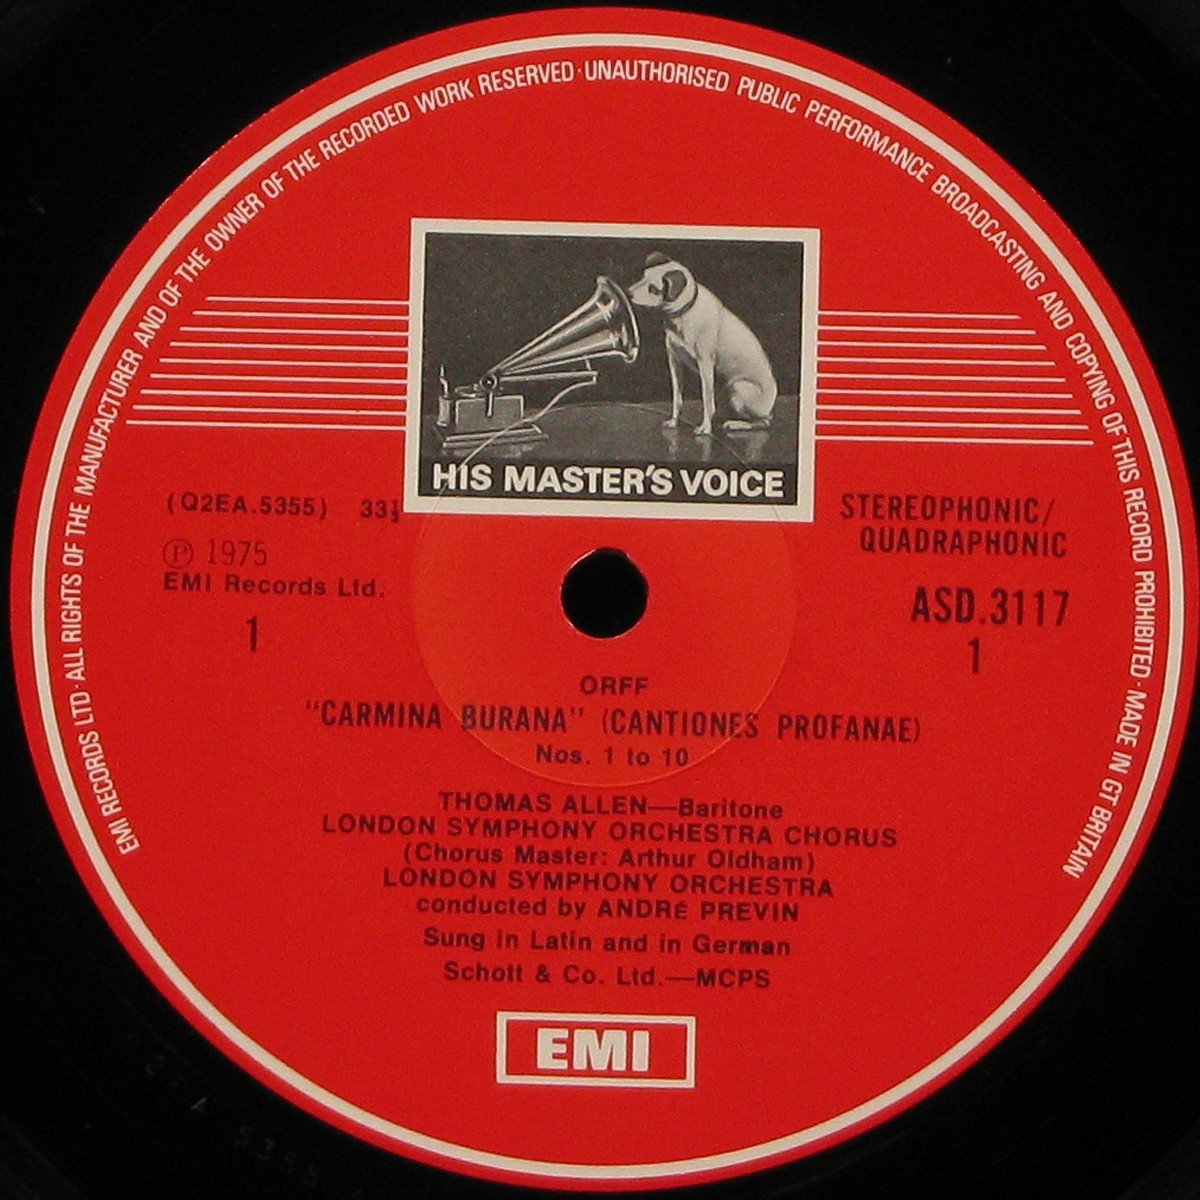 EMI RECORDS LTD · ALL RIGHTS OF THE MANUFACTURER AND OF THE OWNER OF THE RECORDED WORK RESERVED · UNAUTHORISED PUBLIC PERFORMANCE BROADCASTING AND COPYING OF THIS RECORD PROHIBITED · MADE IN GT BRITAIN
HIS MASTER'S VOICE
(Q2EA.5355) 33⅓
Ⓟ 1975
EMI Records Ltd.
1
STEREOPHONIC/
QUADRAPHONIC
ASD.3117
1
ORFF
"CARMINA BURANA" (CANTIONES PROFANAE)
Nos. 1 to 10
THOMAS ALLEN—Baritone
LONDON SYMPHONY ORCHESTRA CHORUS
(Chorus Master: Arthur Oldham)
LONDON SYMPHONY ORCHESTRA
conducted by ANDRÉ PREVIN
Sung in Latin and in German
Schott & Co. Ltd.—MCPS
EMI